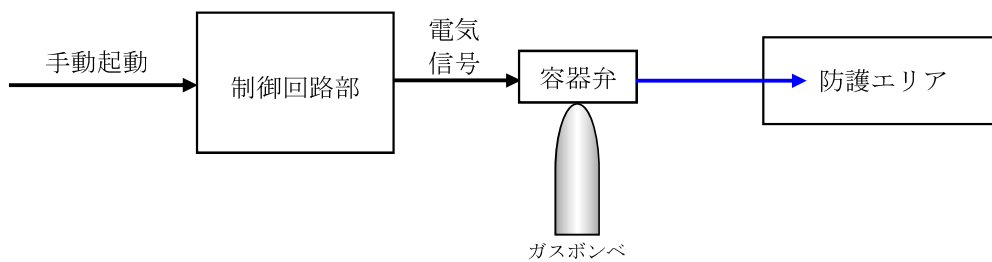 手動起動
制御回路部
電気
信号
容器弁
防護エリア
ガスボンベ